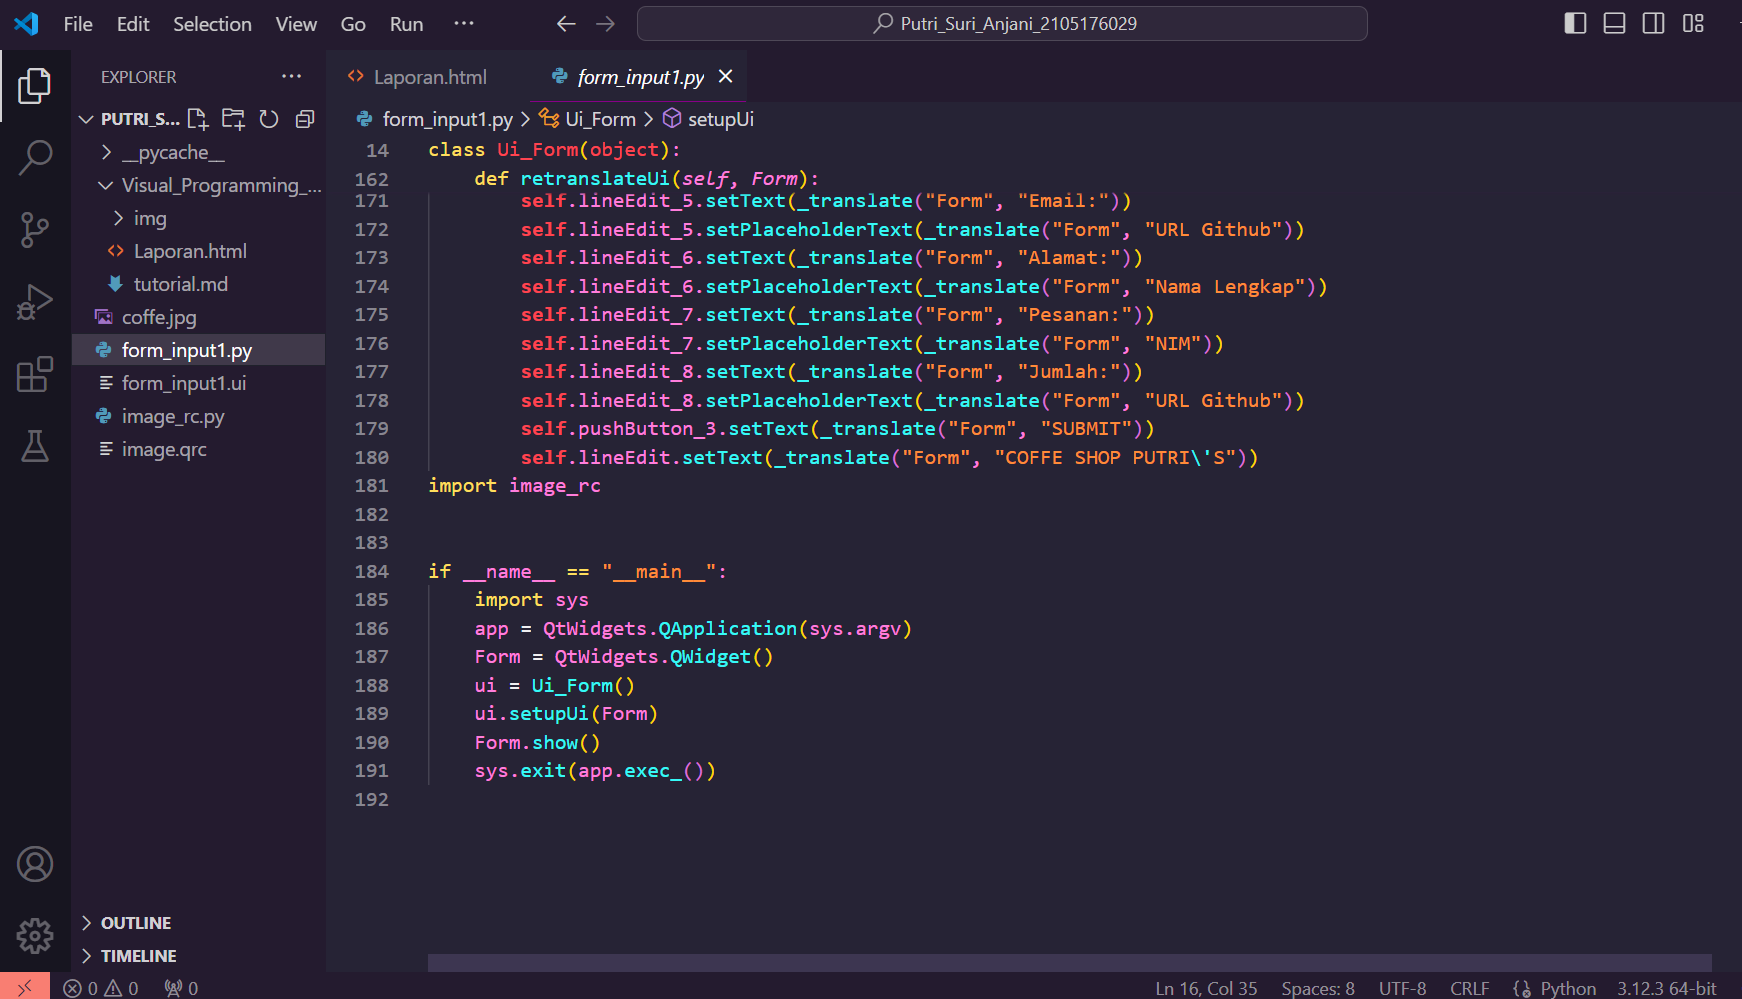 File Edit Selection View Go Run ···
Putri_Suri_Anjani_2105176029
EXPLORER ···
PUTRI_S...
__pycache__
Visual_Programming_...
img
Laporan.html
tutorial.md
coffe.jpg
form_input1.py
form_input1.ui
image_rc.py
image.qrc
OUTLINE
TIMELINE
Laporan.html form_input1.py
form_input1.py > Ui_Form > setupUi
14 class Ui_Form(object):
162 def retranslateUi(self, Form):
171 self.lineEdit_5.setText(_translate("Form", "Email:"))
172 self.lineEdit_5.setPlaceholderText(_translate("Form", "URL Github"))
173 self.lineEdit_6.setText(_translate("Form", "Alamat:"))
174 self.lineEdit_6.setPlaceholderText(_translate("Form", "Nama Lengkap"))
175 self.lineEdit_7.setText(_translate("Form", "Pesanan:"))
176 self.lineEdit_7.setPlaceholderText(_translate("Form", "NIM"))
177 self.lineEdit_8.setText(_translate("Form", "Jumlah:"))
178 self.lineEdit_8.setPlaceholderText(_translate("Form", "URL Github"))
179 self.pushButton_3.setText(_translate("Form", "SUBMIT"))
180 self.lineEdit.setText(_translate("Form", "COFFE SHOP PUTRI\'S"))
181 import image_rc
182
183
184 if __name__ == "__main__":
185 import sys
186 app = QtWidgets.QApplication(sys.argv)
187 Form = QtWidgets.QWidget()
188 ui = Ui_Form()
189 ui.setupUi(Form)
190 Form.show()
191 sys.exit(app.exec_())
192
0 0 0 Ln 16, Col 35 Spaces: 8 UTF-8 CRLF Python 3.12.3 64-bit